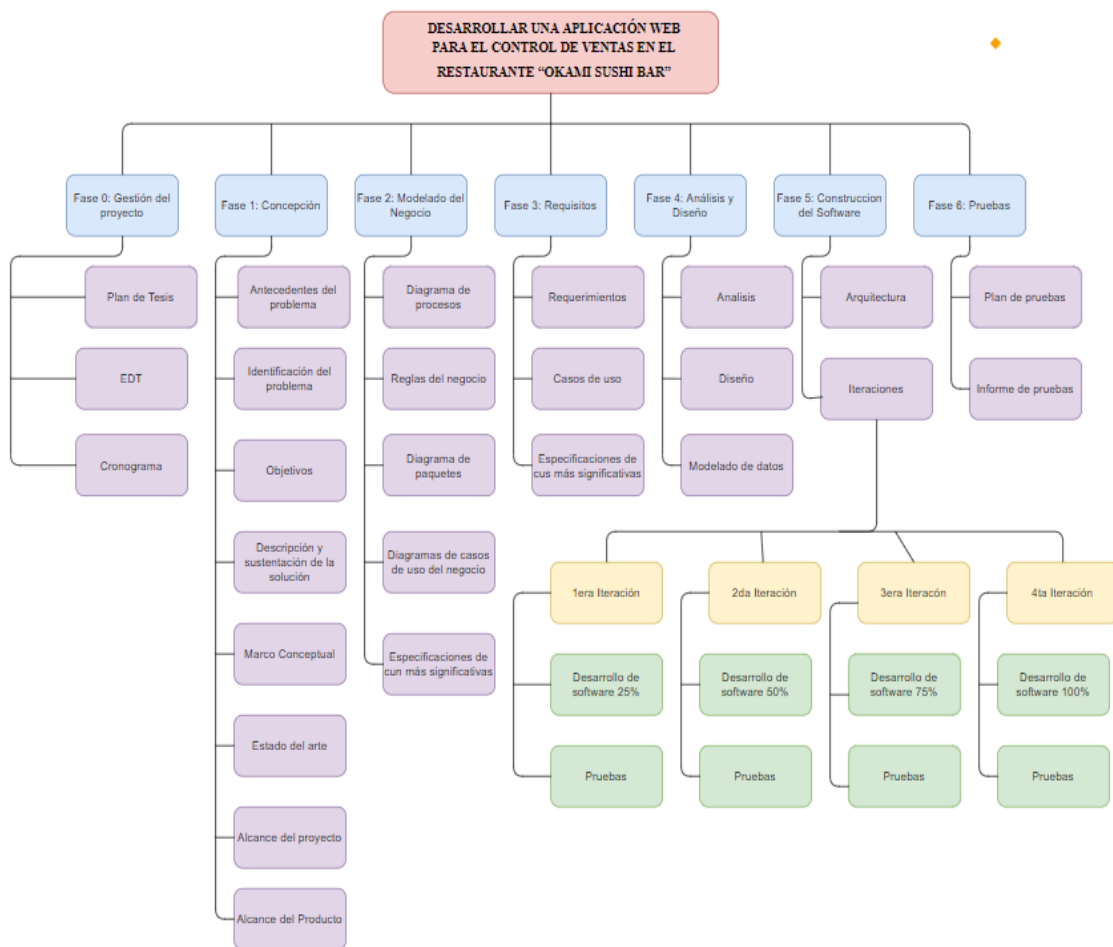 DESARROLLAR UNA APLICACIÓN WEB
PARA EL CONTROL DE VENTAS EN EL
RESTAURANTE “OKAMI SUSHI BAR”
Fase 0: Gestión del
proyecto
Plan de Tesis
EDT
Cronograma
Fase 1: Concepción
Antecedentes del
problema
Identificación del
problema
Objetivos
Descripción y
sustentación de la
solución
Marco Conceptual
Estado del arte
Alcance del proyecto
Alcance del Producto
Fase 2: Modelado del
Negocio
Diagrama de
procesos
Reglas del negocio
Diagrama de
paquetes
Diagramas de casos
de uso del negocio
Especificaciones de
cun más significativas
Fase 3: Requisitos
Requerimientos
Casos de uso
Especificaciones de
cus más significativas
Fase 4: Análisis y
Diseño
Analisis
Diseño
Modelado de datos
Fase 5: Construccion
del Software
Arquitectura
Iteraciones
1era Iteración
Desarrollo de
software 25%
Pruebas
2da Iteración
Desarrollo de
software 50%
Pruebas
3era Iteracón
Desarrollo de
software 75%
Pruebas
4ta Iteración
Desarrollo de
software 100%
Pruebas
Fase 6: Pruebas
Plan de pruebas
Informe de pruebas